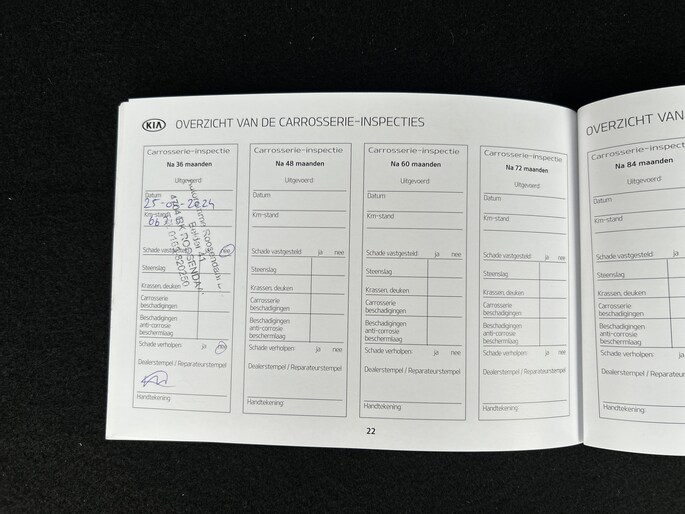 KIA OVERZICHT VAN DE CARROSSERIE-INSPECTIES
Carrosserie-inspectie
Na 36 maanden
Uitgevoerd:
Datum
25-05-2024
Km-stand
Schade vastgesteld: nee
Steenslag
Krassen, deuken
Carrosserie
beschadigingen
Beschadigingen
anti-corrosie
beschermlaag
Schade verholpen: ja nee
Dealerstempel / Reparateurstempel
Handtekening:
Roosendaal
4704 RK ROOSENDAAL
Carrosserie-inspectie
Na 48 maanden
Uitgevoerd:
Datum
Km-stand
Schade vastgesteld: ja nee
Steenslag
Krassen, deuken
Carrosserie
beschadigingen
Beschadigingen
anti-corrosie
beschermlaag
Schade verholpen: ja nee
Dealerstempel / Reparateurstempel
Handtekening:
Carrosserie-inspectie
Na 60 maanden
Uitgevoerd:
Datum
Km-stand
Schade vastgesteld: ja nee
Steenslag
Krassen, deuken
Carrosserie
beschadigingen
Beschadigingen
anti-corrosie
beschermlaag
Schade verholpen: ja nee
Dealerstempel / Reparateurstempel
Handtekening:
Carrosserie-inspectie
Na 72 maanden
Uitgevoerd:
Datum
Km-stand
Schade vastgesteld: ja nee
Steenslag
Krassen, deuken
Carrosserie
beschadigingen
Beschadigingen
anti-corrosie
beschermlaag
Schade verholpen: ja nee
Dealerstempel / Reparateurstempel
Handtekening:
22
OVERZICHT VAN
Carrosserie-inspectie
Na 84 maanden
Uitgevoerd:
Datum
Km-stand
Schade vastgesteld: ja
Steenslag
Krassen, deuken
Carrosserie
beschadigingen
Beschadigingen
anti-corrosie
beschermlaag
Schade verholpen: ja
Dealerstempel / Reparateur
Handtekening: